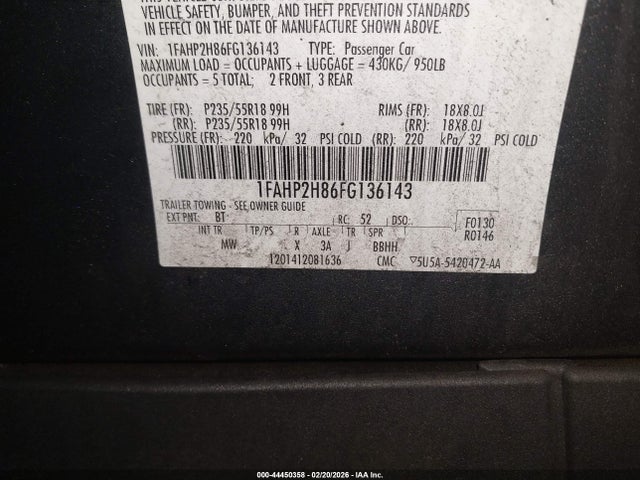 VEHICLE SAFETY, BUMPER, AND THEFT PREVENTION STANDARDS
IN EFFECT ON THE DATE OF MANUFACTURE SHOWN ABOVE.
VIN: 1FAHP2H86FG136143 TYPE: Passenger Car
MAXIMUM LOAD = OCCUPANTS + LUGGAGE = 430KG/ 950LB
OCCUPANTS = 5 TOTAL; 2 FRONT, 3 REAR
TIRE (FR): P235/55R18 99H RIMS (FR): 18X8.0J
(RR): P235/55R18 99H (RR): 18X8.0J
PRESSURE (FR): 220 kPa/ 32 PSI COLD (RR): 220 kPa/ 32 PSI COLD
1FAHP2H86FG136143
TRAILER TOWING - SEE OWNER GUIDE
EXT PNT: BT RC: 52 DSO: F0130
INT TR TP/PS R AXLE TR SPR R0146
MW X 3A J BBHH
1201412081636 CMC ▽5U5A-5420472-AA
000-44450358 - 02/20/2026 - IAA Inc.